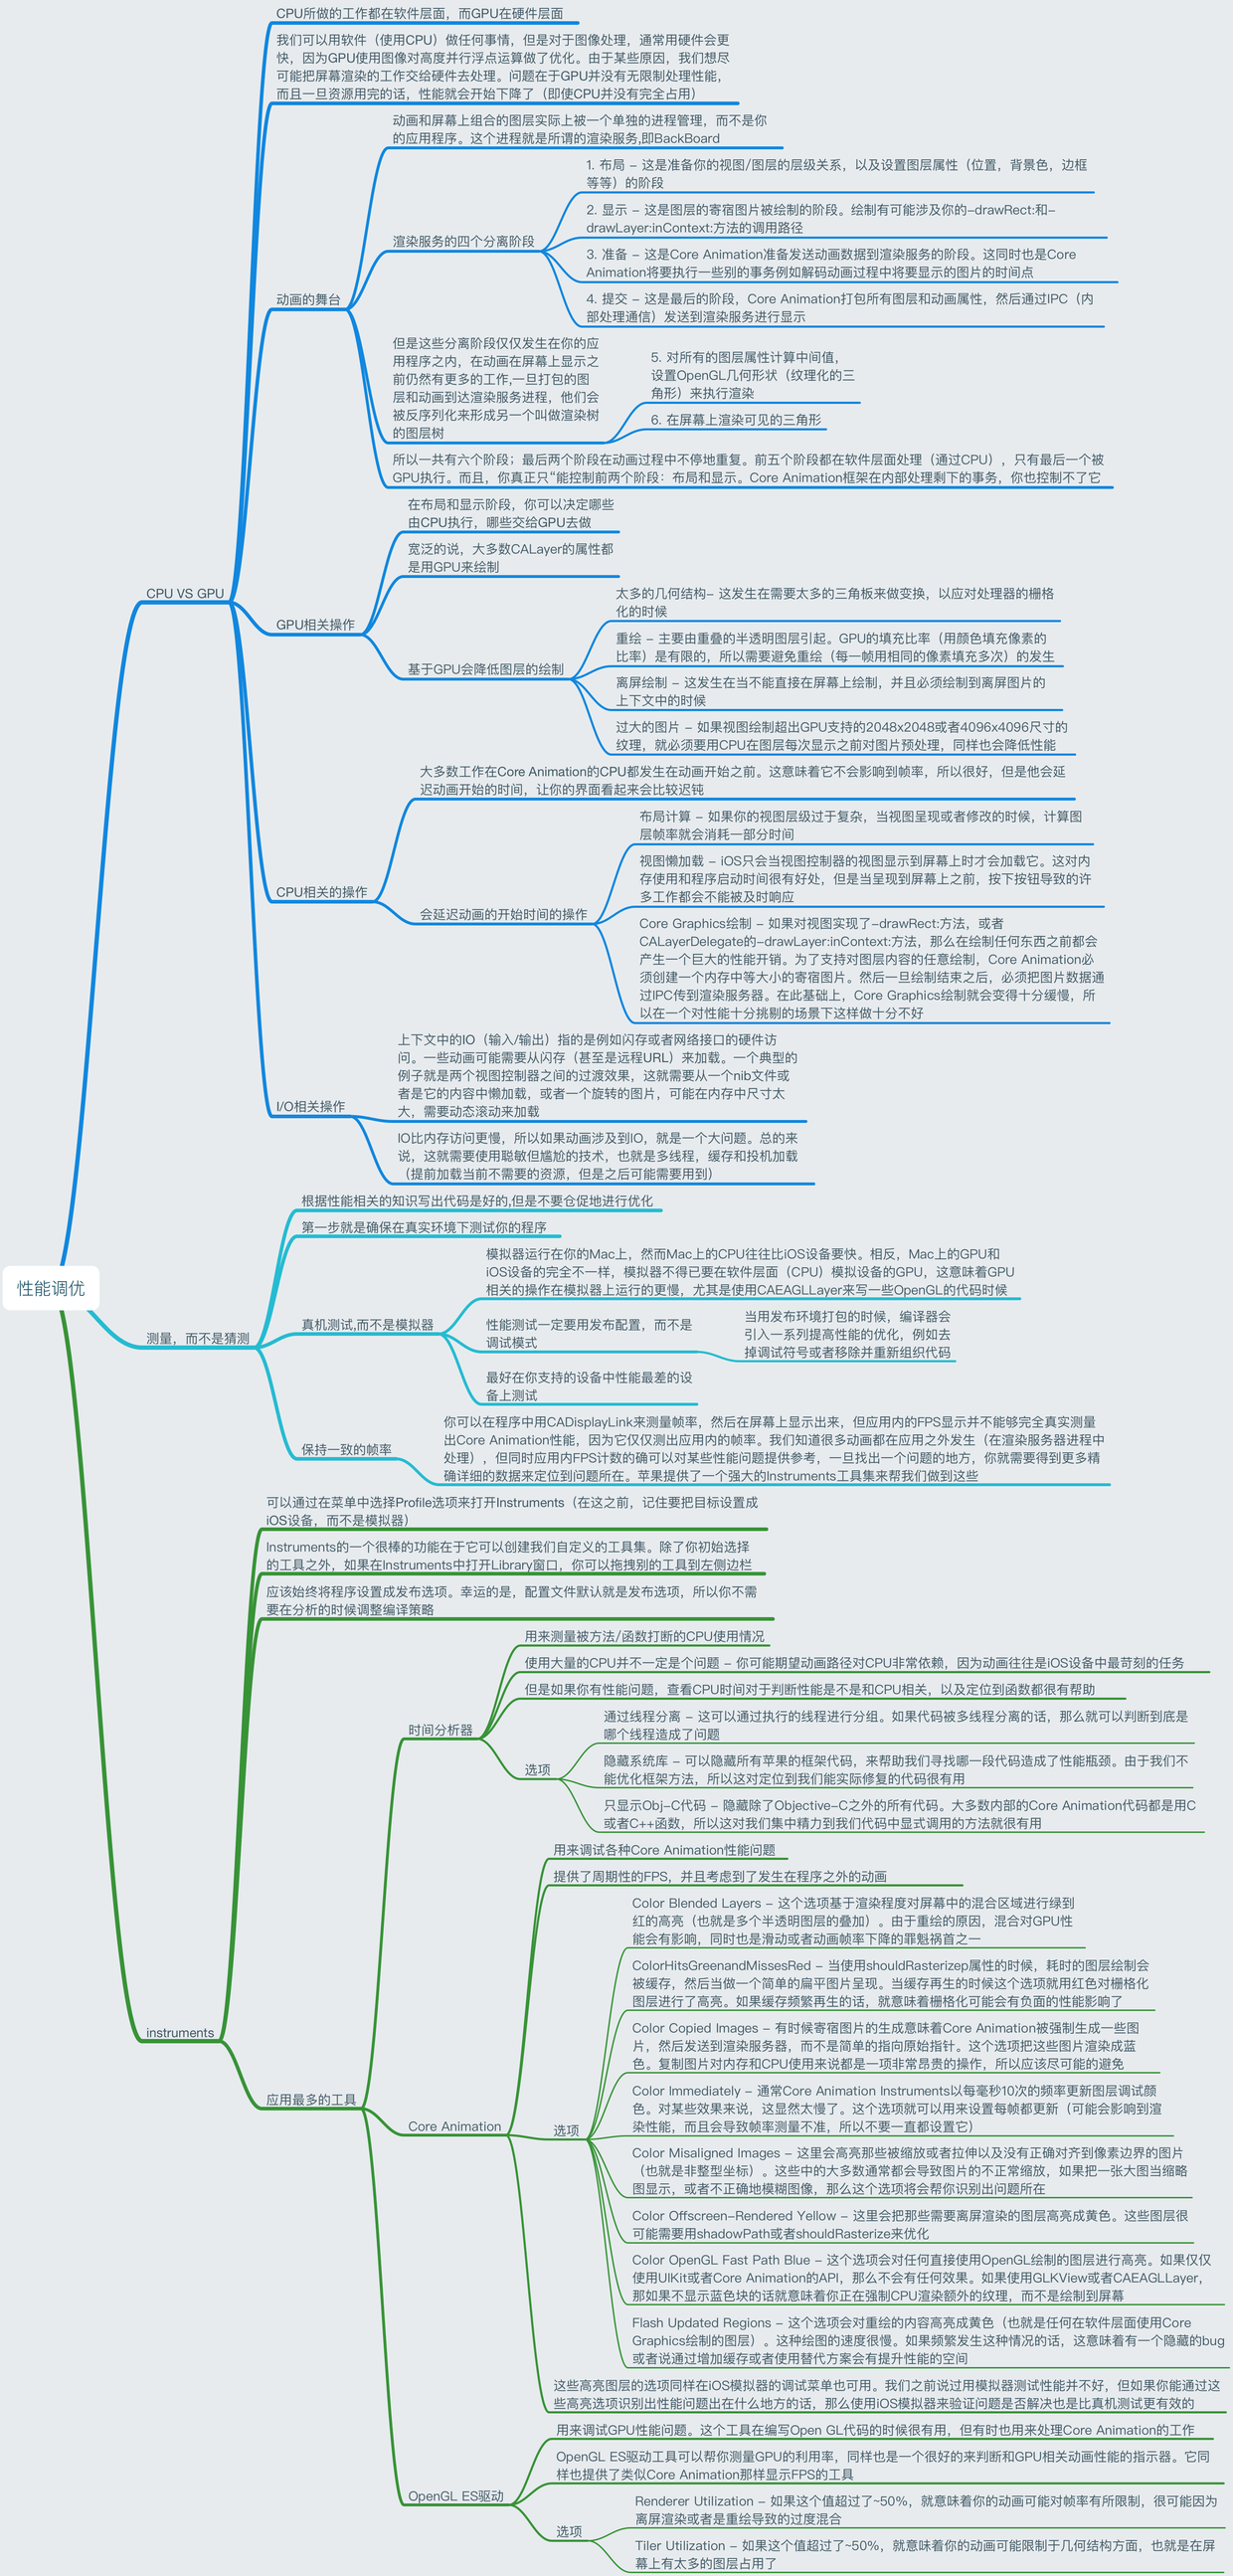 CPU所做的工作都在软件层面，而GPU在硬件层面
我们可以用软件（使用CPU）做任何事情，但是对于图像处理，通常用硬件会更
快，因为GPU使用图像对高度并行浮点运算做了优化。由于某些原因，我们想尽
可能把屏幕渲染的工作交给硬件去处理。问题在于GPU并没有无限制处理性能，
而且一旦资源用完的话，性能就会开始下降了（即使CPU并没有完全占用）
动画和屏幕上组合的图层实际上被一个单独的进程管理，而不是你
的应用程序。这个进程就是所谓的渲染服务,即BackBoard
1. 布局 – 这是准备你的视图/图层的层级关系，以及设置图层属性（位置，背景色，边框
等等）的阶段
2. 显示 – 这是图层的寄宿图片被绘制的阶段。绘制有可能涉及你的-drawRect:和-
drawLayer:inContext:方法的调用路径
渲染服务的四个分离阶段
3. 准备 – 这是Core Animation准备发送动画数据到渲染服务的阶段。这同时也是Core
Animation将要执行一些别的事务例如解码动画过程中将要显示的图片的时间点
动画的舞台
4. 提交 – 这是最后的阶段，Core Animation打包所有图层和动画属性，然后通过IPC（内
部处理通信）发送到渲染服务进行显示
但是这些分离阶段仅仅发生在你的应
用程序之内，在动画在屏幕上显示之
前仍然有更多的工作,一旦打包的图
层和动画到达渲染服务进程，他们会
被反序列化来形成另一个叫做渲染树
的图层树
5. 对所有的图层属性计算中间值，
设置OpenGL几何形状（纹理化的三
角形）来执行渲染
6. 在屏幕上渲染可见的三角形
所以一共有六个阶段；最后两个阶段在动画过程中不停地重复。前五个阶段都在软件层面处理（通过CPU），只有最后一个被
GPU执行。而且，你真正只“能控制前两个阶段：布局和显示。Core Animation框架在内部处理剩下的事务，你也控制不了它
在布局和显示阶段，你可以决定哪些
由CPU执行，哪些交给GPU去做
宽泛的说，大多数CALayer的属性都
是用GPU来绘制
CPU VS GPU
太多的几何结构– 这发生在需要太多的三角板来做变换，以应对处理器的栅格
化的时候
GPU相关操作
重绘 – 主要由重叠的半透明图层引起。GPU的填充比率（用颜色填充像素的
比率）是有限的，所以需要避免重绘（每一帧用相同的像素填充多次）的发生
基于GPU会降低图层的绘制
离屏绘制 – 这发生在当不能直接在屏幕上绘制，并且必须绘制到离屏图片的
上下文中的时候
过大的图片 – 如果视图绘制超出GPU支持的2048x2048或者4096x4096尺寸的
纹理，就必须要用CPU在图层每次显示之前对图片预处理，同样也会降低性能
大多数工作在Core Animation的CPU都发生在动画开始之前。这意味着它不会影响到帧率，所以很好，但是他会延
迟动画开始的时间，让你的界面看起来会比较迟钝
布局计算 – 如果你的视图层级过于复杂，当视图呈现或者修改的时候，计算图
层帧率就会消耗一部分时间
视图懒加载 – iOS只会当视图控制器的视图显示到屏幕上时才会加载它。这对内
存使用和程序启动时间很有好处，但是当呈现到屏幕上之前，按下按钮导致的许
多工作都会不能被及时响应
CPU相关的操作
会延迟动画的开始时间的操作
Core Graphics绘制 – 如果对视图实现了-drawRect:方法，或者
CALayerDelegate的-drawLayer:inContext:方法，那么在绘制任何东西之前都会
产生一个巨大的性能开销。为了支持对图层内容的任意绘制，Core Animation必
须创建一个内存中等大小的寄宿图片。然后一旦绘制结束之后，必须把图片数据通
过IPC传到渲染服务器。在此基础上，Core Graphics绘制就会变得十分缓慢，所
以在一个对性能十分挑剔的场景下这样做十分不好
上下文中的IO（输入/输出）指的是例如闪存或者网络接口的硬件访
问。一些动画可能需要从闪存（甚至是远程URL）来加载。一个典型的
例子就是两个视图控制器之间的过渡效果，这就需要从一个nib文件或
者是它的内容中懒加载，或者一个旋转的图片，可能在内存中尺寸太
大，需要动态滚动来加载
I/O相关操作
IO比内存访问更慢，所以如果动画涉及到IO，就是一个大问题。总的来
说，这就需要使用聪敏但尴尬的技术，也就是多线程，缓存和投机加载
（提前加载当前不需要的资源，但是之后可能需要用到）
根据性能相关的知识写出代码是好的,但是不要仓促地进行优化
第一步就是确保在真实环境下测试你的程序
性能调优
测量，而不是猜测
真机测试,而不是模拟器
模拟器运行在你的Mac上，然而Mac上的CPU往往比iOS设备要快。相反，Mac上的GPU和
iOS设备的完全不一样，模拟器不得已要在软件层面（CPU）模拟设备的GPU，这意味着GPU
相关的操作在模拟器上运行的更慢，尤其是使用CAEAGLLayer来写一些OpenGL的代码时候
性能测试一定要用发布配置，而不是
调试模式
当用发布环境打包的时候，编译器会
引入一系列提高性能的优化，例如去
掉调试符号或者移除并重新组织代码
最好在你支持的设备中性能最差的设
备上测试
保持一致的帧率
你可以在程序中用CADisplayLink来测量帧率，然后在屏幕上显示出来，但应用内的FPS显示并不能够完全真实测量
出Core Animation性能，因为它仅仅测出应用内的帧率。我们知道很多动画都在应用之外发生（在渲染服务器进程中
处理），但同时应用内FPS计数的确可以对某些性能问题提供参考，一旦找出一个问题的地方，你就需要得到更多精
确详细的数据来定位到问题所在。苹果提供了一个强大的Instruments工具集来帮我们做到这些
可以通过在菜单中选择Profile选项来打开Instruments（在这之前，记住要把目标设置成
iOS设备，而不是模拟器）
Instruments的一个很棒的功能在于它可以创建我们自定义的工具集。除了你初始选择
的工具之外，如果在Instruments中打开Library窗口，你可以拖拽别的工具到左侧边栏
应该始终将程序设置成发布选项。幸运的是，配置文件默认就是发布选项，所以你不需
要在分析的时候调整编译策略
用来测量被方法/函数打断的CPU使用情况
使用大量的CPU并不一定是个问题 – 你可能期望动画路径对CPU非常依赖，因为动画往往是iOS设备中最苛刻的任务
但是如果你有性能问题，查看CPU时间对于判断性能是不是和CPU相关，以及定位到函数都很有帮助
时间分析器
选项
通过线程分离 – 这可以通过执行的线程进行分组。如果代码被多线程分离的话，那么就可以判断到底是
哪个线程造成了问题
隐藏系统库 – 可以隐藏所有苹果的框架代码，来帮助我们寻找哪一段代码造成了性能瓶颈。由于我们不
能优化框架方法，所以这对定位到我们能实际修复的代码很有用
只显示Obj-C代码 – 隐藏除了Objective-C之外的所有代码。大多数内部的Core Animation代码都是用C
或者C++函数，所以这对我们集中精力到我们代码中显式调用的方法就很有用
用来调试各种Core Animation性能问题
提供了周期性的FPS，并且考虑到了发生在程序之外的动画
Color Blended Layers – 这个选项基于渲染程度对屏幕中的混合区域进行绿到
红的高亮（也就是多个半透明图层的叠加）。由于重绘的原因，混合对GPU性
能会有影响，同时也是滑动或者动画帧率下降的罪魁祸首之一
ColorHitsGreenandMissesRed – 当使用shouldRasterizep属性的时候，耗时的图层绘制会
被缓存，然后当做一个简单的扁平图片呈现。当缓存再生的时候这个选项就用红色对栅格化
图层进行了高亮。如果缓存频繁再生的话，就意味着栅格化可能会有负面的性能影响了
instruments
Color Copied Images – 有时候寄宿图片的生成意味着Core Animation被强制生成一些图
片，然后发送到渲染服务器，而不是简单的指向原始指针。这个选项把这些图片渲染成蓝
色。复制图片对内存和CPU使用来说都是一项非常昂贵的操作，所以应该尽可能的避免
应用最多的工具
Core Animation
选项
Color Immediately – 通常Core Animation Instruments以每毫秒10次的频率更新图层调试颜
色。对某些效果来说，这显然太慢了。这个选项就可以用来设置每帧都更新（可能会影响到渲
染性能，而且会导致帧率测量不准，所以不要一直都设置它）
Color Misaligned Images – 这里会高亮那些被缩放或者拉伸以及没有正确对齐到像素边界的图片
（也就是非整型坐标）。这些中的大多数通常都会导致图片的不正常缩放，如果把一张大图当缩略
图显示，或者不正确地模糊图像，那么这个选项将会帮你识别出问题所在
Color Offscreen-Rendered Yellow – 这里会把那些需要离屏渲染的图层高亮成黄色。这些图层很
可能需要用shadowPath或者shouldRasterize来优化
Color OpenGL Fast Path Blue – 这个选项会对任何直接使用OpenGL绘制的图层进行高亮。如果仅仅
使用UIKit或者Core Animation的API，那么不会有任何效果。如果使用GLKView或者CAEAGLLayer，
那如果不显示蓝色块的话就意味着你正在强制CPU渲染额外的纹理，而不是绘制到屏幕
Flash Updated Regions – 这个选项会对重绘的内容高亮成黄色（也就是任何在软件层面使用Core
Graphics绘制的图层）。这种绘图的速度很慢。如果频繁发生这种情况的话，这意味着有一个隐藏的bug
或者说通过增加缓存或者使用替代方案会有提升性能的空间
这些高亮图层的选项同样在iOS模拟器的调试菜单也可用。我们之前说过用模拟器测试性能并不好，但如果你能通过这
些高亮选项识别出性能问题出在什么地方的话，那么使用iOS模拟器来验证问题是否解决也是比真机测试更有效的
用来调试GPU性能问题。这个工具在编写Open GL代码的时候很有用，但有时也用来处理Core Animation的工作
OpenGL ES驱动工具可以帮你测量GPU的利用率，同样也是一个很好的来判断和GPU相关动画性能的指示器。它同
样也提供了类似Core Animation那样显示FPS的工具
OpenGL ES驱动
选项
Renderer Utilization – 如果这个值超过了~50%，就意味着你的动画可能对帧率有所限制，很可能因为
离屏渲染或者是重绘导致的过度混合
Tiler Utilization – 如果这个值超过了~50%，就意味着你的动画可能限制于几何结构方面，也就是在屏
幕上有太多的图层占用了